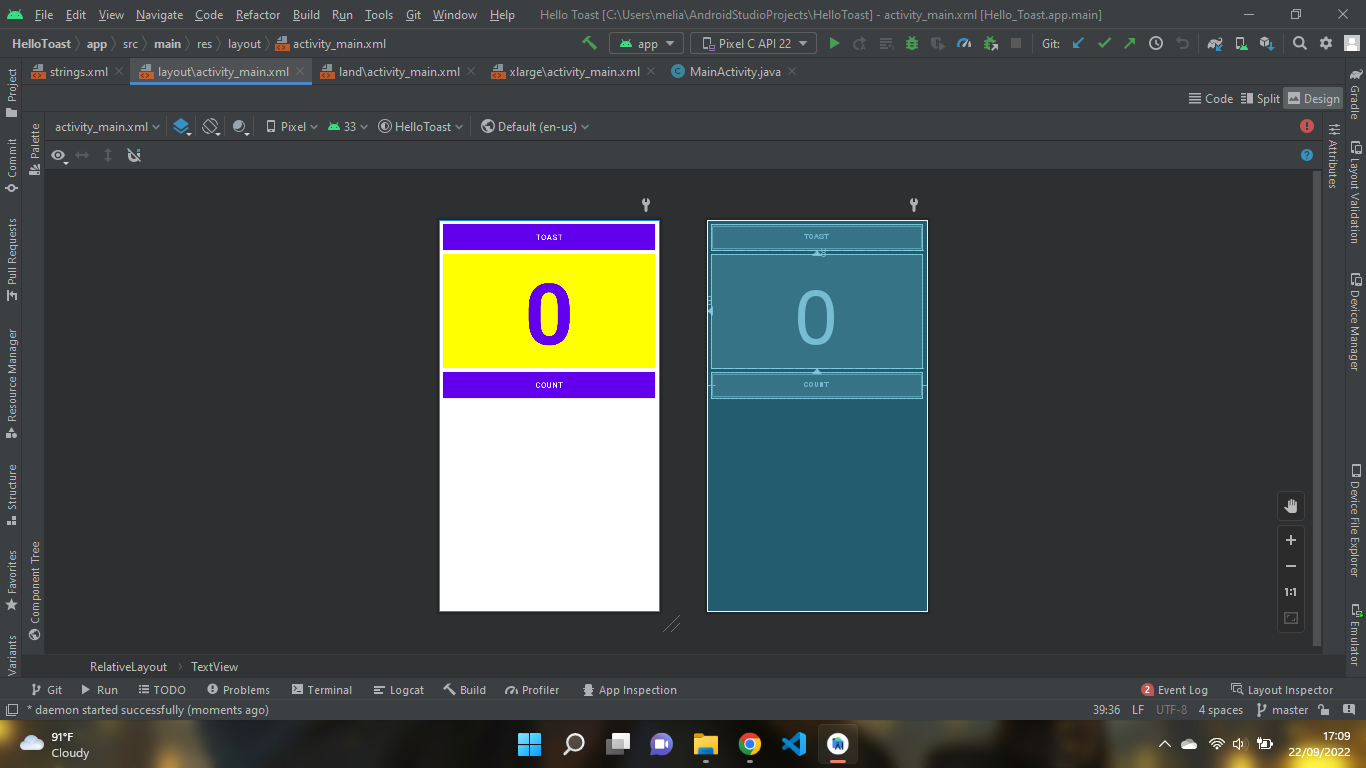 File Edit View Navigate Code Refactor Build Run Tools Git Window Help Hello Toast [C:\Users\melia\AndroidStudioProjects\HelloToast] - activity_main.xml [Hello_Toast.app.main]
HelloToast app src main res layout activity_main.xml app Pixel C API 22 Git:
strings.xml layout\activity_main.xml land\activity_main.xml xlarge\activity_main.xml MainActivity.java
Code Split Design
activity_main.xml Pixel 33 HelloToast Default (en-us)
Project
Commit
Pull Requests
Resource Manager
Structure
Favorites
Variants
Palette
Component Tree
TOAST
0
COUNT
TOAST
0
COUNT
1:1
Attributes
Gradle
Layout Validation
Device Manager
Device File Explorer
Emulator
RelativeLayout TextView
Git Run TODO Problems Terminal Logcat Build Profiler App Inspection 2 Event Log Layout Inspector
* daemon started successfully (moments ago) 39:36 LF UTF-8 4 spaces master
91°F
Cloudy
17:09
22/09/2022